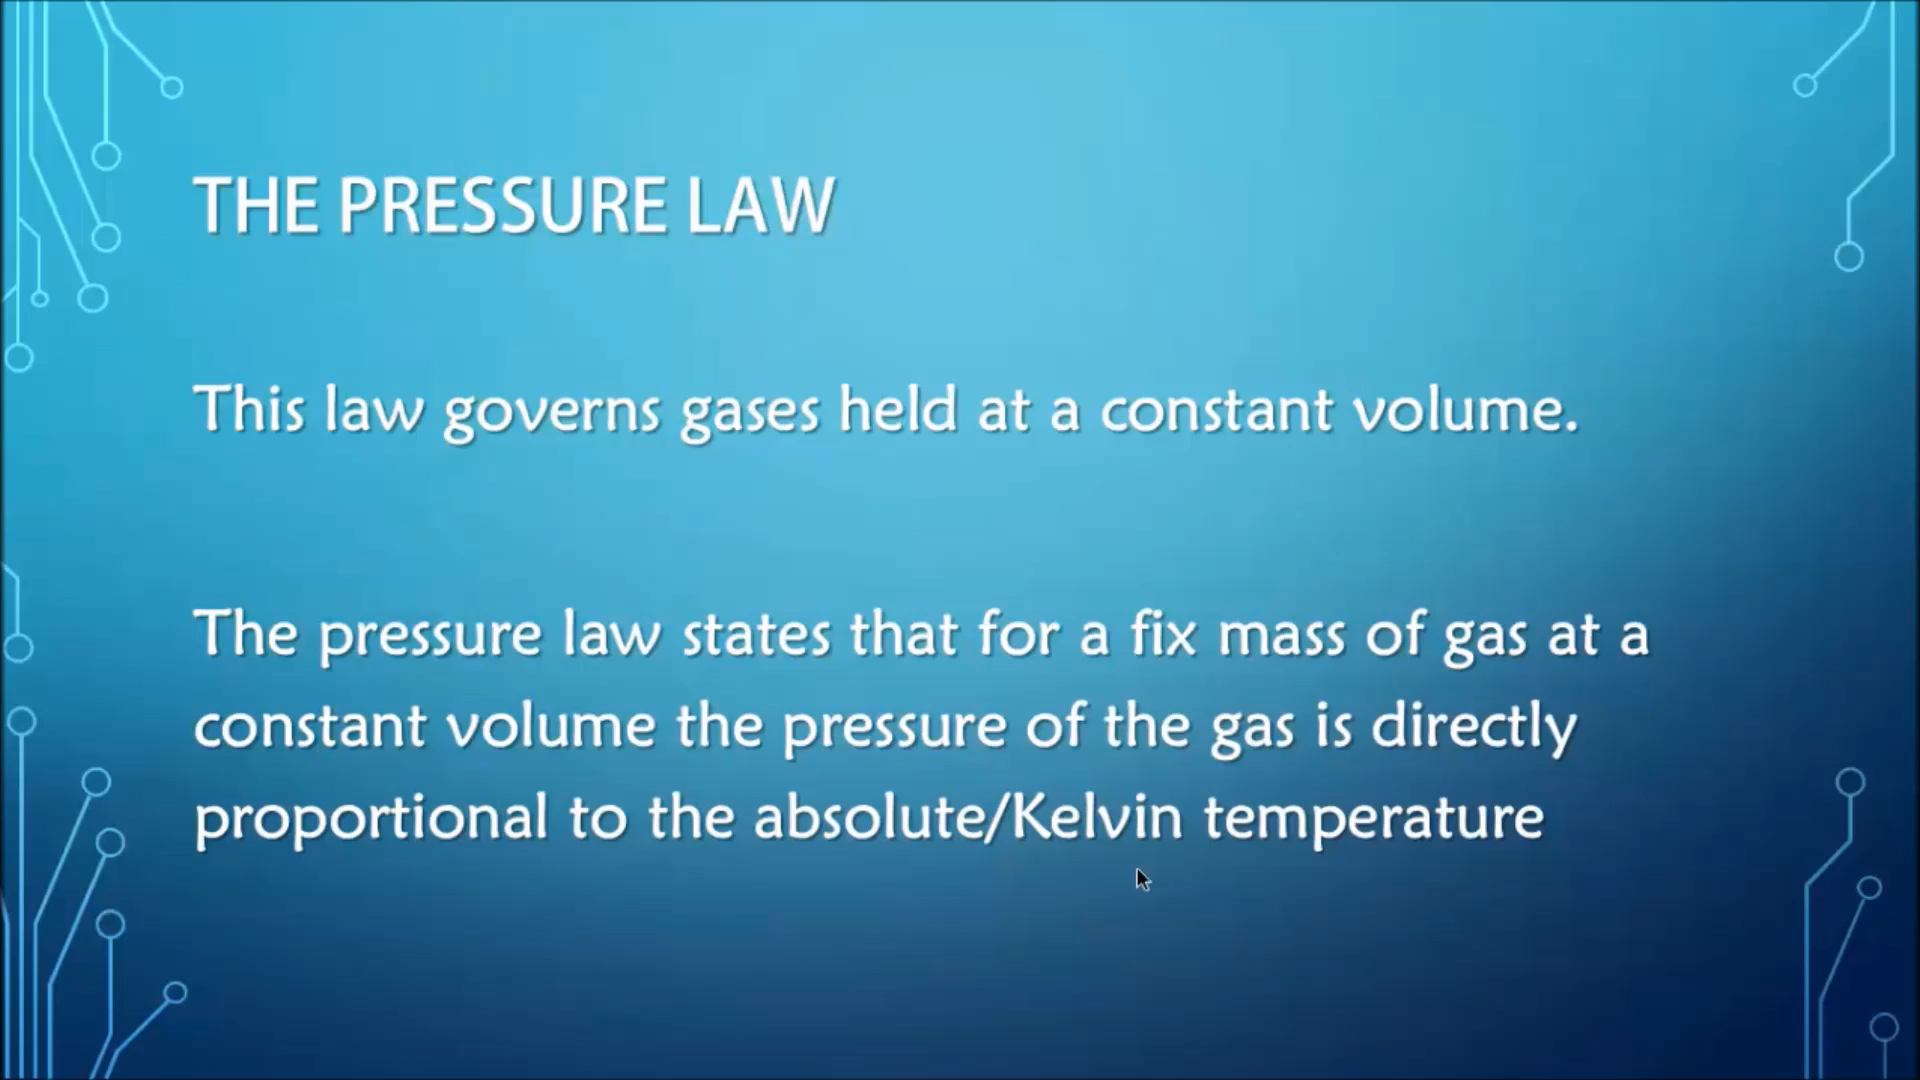 THE PRESSURE LAW
This law governs gases held at a constant volume.
The pressure law states that for a fix mass of gas at a
constant volume the pressure of the gas is directly
proportional to the absolute/Kelvin temperature